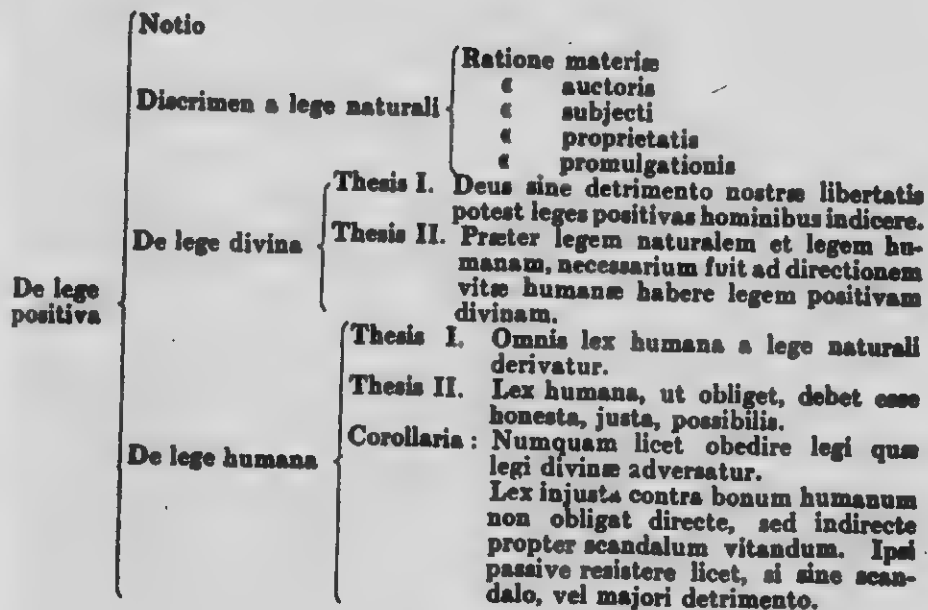 Notio
Discrimen a lege naturali
Ratione materiæ
« auctoris
« subjecti
« proprietatis
« promulgationis
De lege
positiva
De lege divina
Thesis I. Deus sine detrimento nostræ libertatis
potest leges positivas hominibus indicere.
Thesis II. Præter legem naturalem et legem hu-
manam, necessarium fuit ad directionem
vitæ humanæ habere legem positivam
divinam.
De lege humana
Thesis I. Omnis lex humana a lege naturali
derivatur.
Thesis II. Lex humana, ut obliget, debet esse
honesta, justa, possibilis.
Corollaria : Numquam licet obedire legi quæ
legi divinæ adversatur.
Lex injusta contra bonum humanum
non obligat directe, sed indirecte
propter scandalum vitandum. Ipsi
passive resistere licet, si sine scan-
dalo, vel majori detrimento.